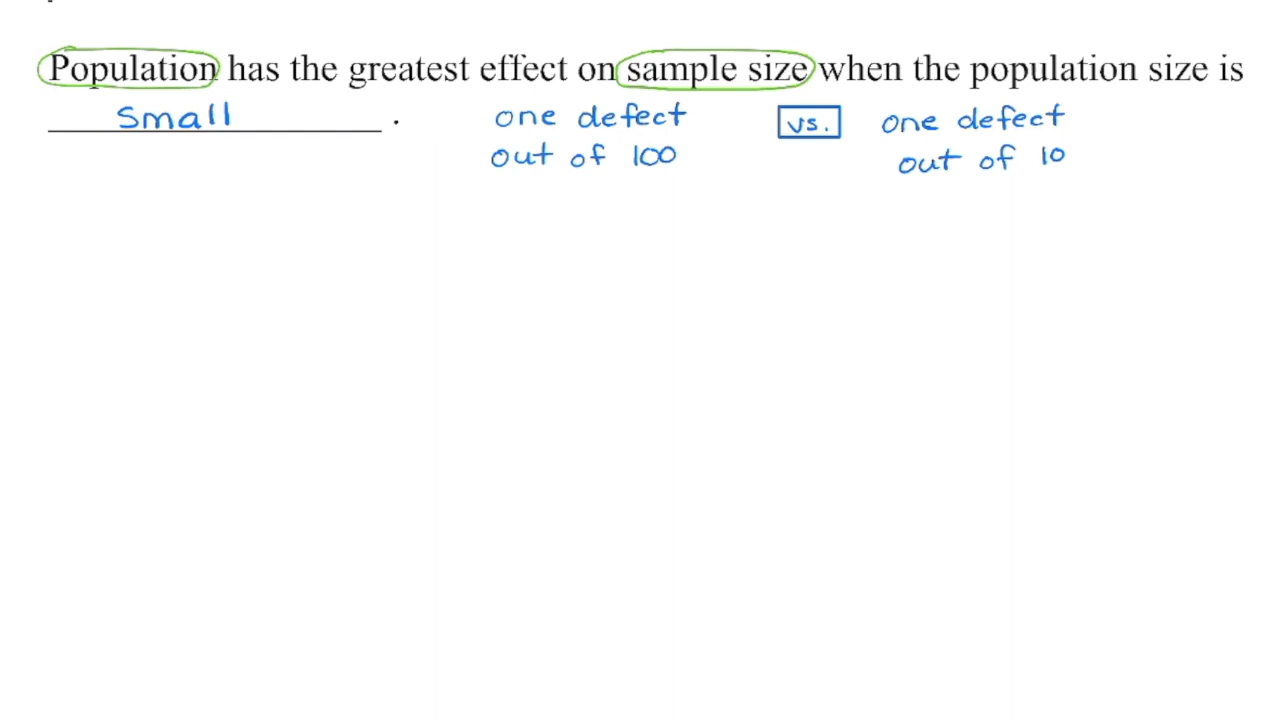 Population has the greatest effect on sample size when the population size is
small .
one defect vs. one defect
out of 100 out of 10